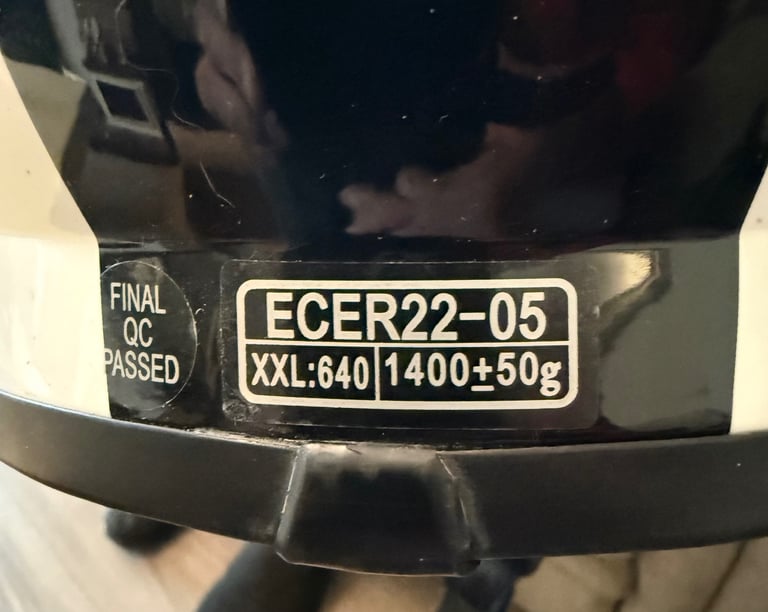 FINAL
QC
PASSED
ECER22-05
XXL:640 1400±50g